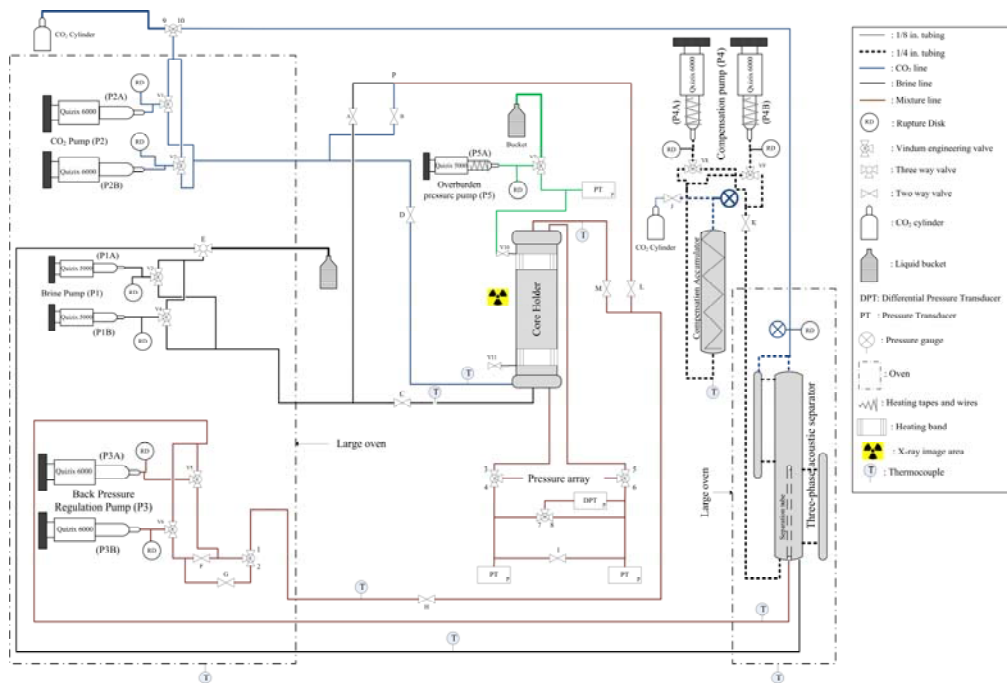 9
10
CO₂ Cylinder
RD
V1
(P2A)
Quizix 6000
CO₂ Pump (P2)
RD
Quizix 6000
(P2B)
P
A
B
Bucket
Quizix 5000
(P5A)
Overburden
pressure pump (P5)
RD
PT
P
D
E
(P1A)
Quizix 5000
RD
Brine Pump (P1)
Quizix 5000
(P1B)
RD
V10
T
Core Holder
V11
M
L
T
C
T
Quizix 6000
Quizix 6000
(P4A)
(P4B)
Compensation pump (P4)
RD
RD
K
CO₂ Cylinder
Compensation Accumulator
T
RD
Large oven
(P3A)
RD
Quizix 6000
V5
Back Pressure
Regulation Pump (P3)
V6
Quizix 6000
(P3B)
RD
F
G
1
2
3
4
Pressure array
5
6
DPT
P
7
8
I
PT
P
PT
P
T
H
Large oven
Separation tube
Three-phase acoustic separator
T
T
T
T
: 1/8 in. tubing
: 1/4 in. tubing
: CO₂ line
: Brine line
: Mixture line
RD
: Rupture Disk
: Vindum engineering valve
: Three way valve
: Two way valve
: CO₂ cylinder
: Liquid bucket
DPT: Differential Pressure Transducer
PT : Pressure Transducer
: Pressure gauge
: Oven
: Heating tapes and wires
: Heating band
: X-ray image area
T
: Thermocouple